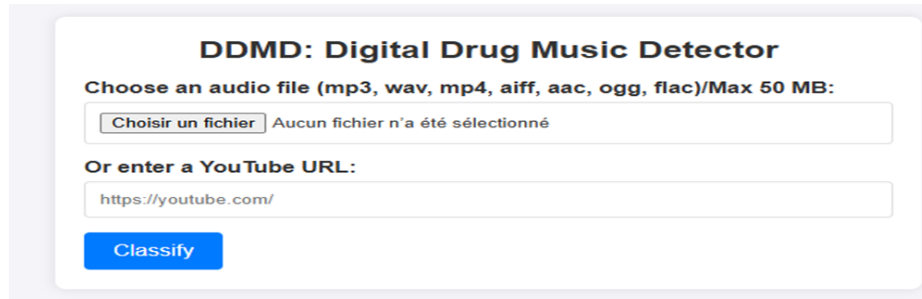 DDMD: Digital Drug Music Detector
Choose an audio file (mp3, wav, mp4, aiff, aac, ogg, flac)/Max 50 MB:
Choisir un fichier Aucun fichier n'a été sélectionné
Or enter a YouTube URL:
https://youtube.com/
Classify